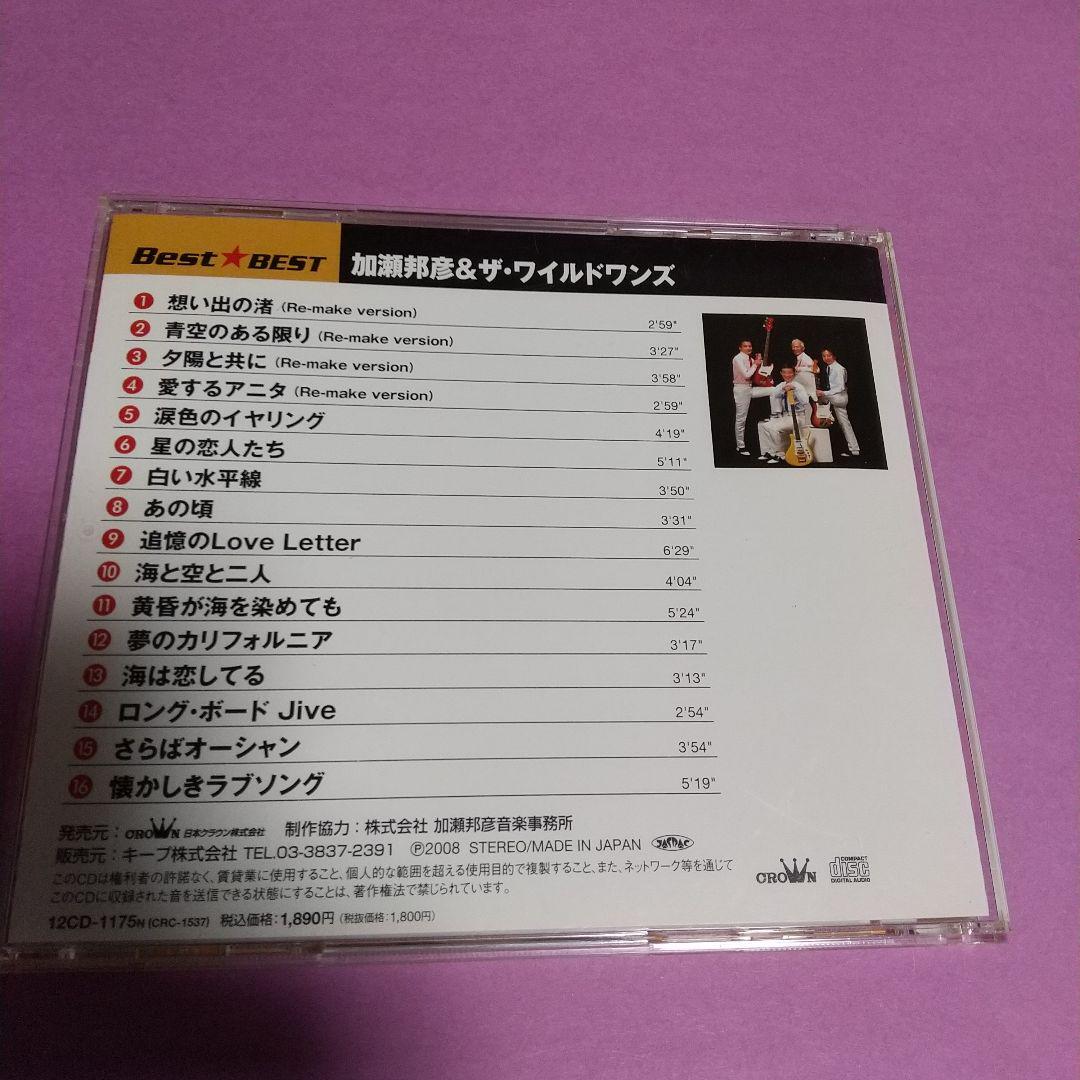 Best★BEST 加瀬邦彦&ザ・ワイルドワンズ
1 想い出の渚 (Re-make version) 2'59"
2 青空のある限り (Re-make version) 3'27"
3 夕陽と共に (Re-make version) 3'58"
4 愛するアニタ (Re-make version) 2'59"
5 涙色のイヤリング 4'19"
6 星の恋人たち 5'11"
7 白い水平線 3'50"
8 あの頃 3'31"
9 追憶のLove Letter 6'29"
10 海と空と二人 4'04"
11 黄昏が海を染めても 5'24"
12 夢のカリフォルニア 3'17"
13 海は恋してる 3'13"
14 ロング・ボード Jive 2'54"
15 さらばオーシャン 3'54"
16 懐かしきラブソング 5'19"
発売元：CROWN 日本クラウン株式会社 制作協力：株式会社 加瀬邦彦音楽事務所
販売元：キープ株式会社 TEL.03-3837-2391 Ⓟ2008 STEREO/MADE IN JAPAN JASRAC
このCDは権利者の許諾なく、賃貸業に使用すること、個人的な範囲を超える使用目的で複製すること、また、ネットワーク等を通じて
このCDに収録された音を送信できる状態にすることは、著作権法で禁じられています。
12CD-1175N (CRC-1537) 税込価格：1,890円 (税抜価格：1,800円)
CROWN
COMPACT
disc
DIGITAL AUDIO